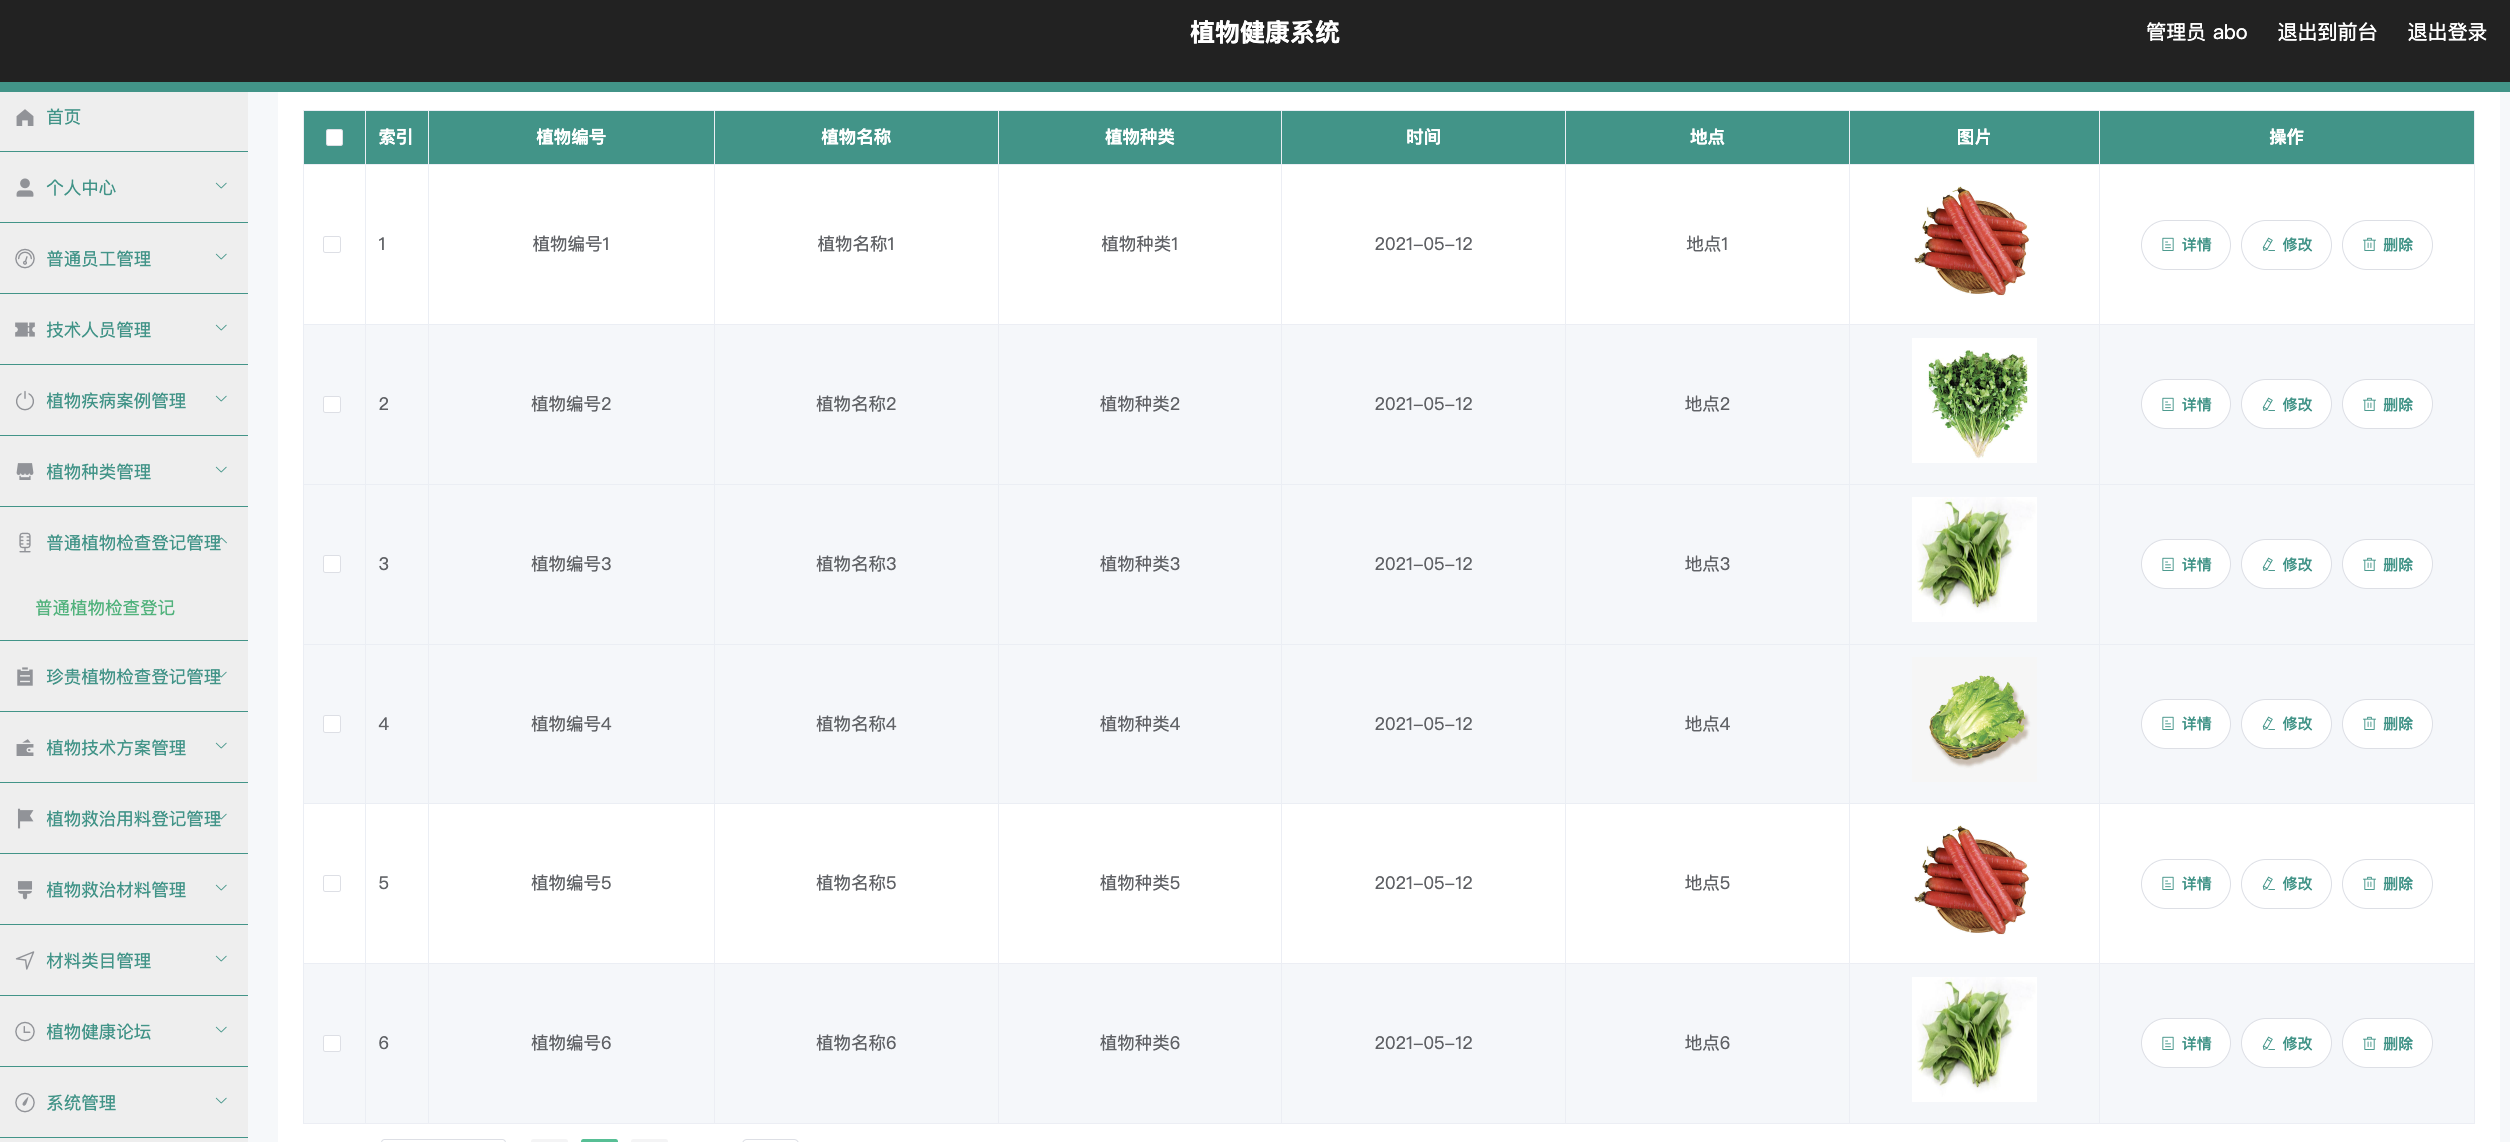 植物健康系统
管理员 abo 退出到前台 退出登录
首页
个人中心
普通员工管理
技术人员管理
植物疾病案例管理
植物种类管理
普通植物检查登记管理
普通植物检查登记
珍贵植物检查登记管理
植物技术方案管理
植物救治用料登记管理
植物救治材料管理
材料类目管理
植物健康论坛
系统管理
索引 植物编号 植物名称 植物种类 时间 地点 图片 操作
1 植物编号1 植物名称1 植物种类1 2021-05-12 地点1 详情 修改 删除
2 植物编号2 植物名称2 植物种类2 2021-05-12 地点2 详情 修改 删除
3 植物编号3 植物名称3 植物种类3 2021-05-12 地点3 详情 修改 删除
4 植物编号4 植物名称4 植物种类4 2021-05-12 地点4 详情 修改 删除
5 植物编号5 植物名称5 植物种类5 2021-05-12 地点5 详情 修改 删除
6 植物编号6 植物名称6 植物种类6 2021-05-12 地点6 详情 修改 删除